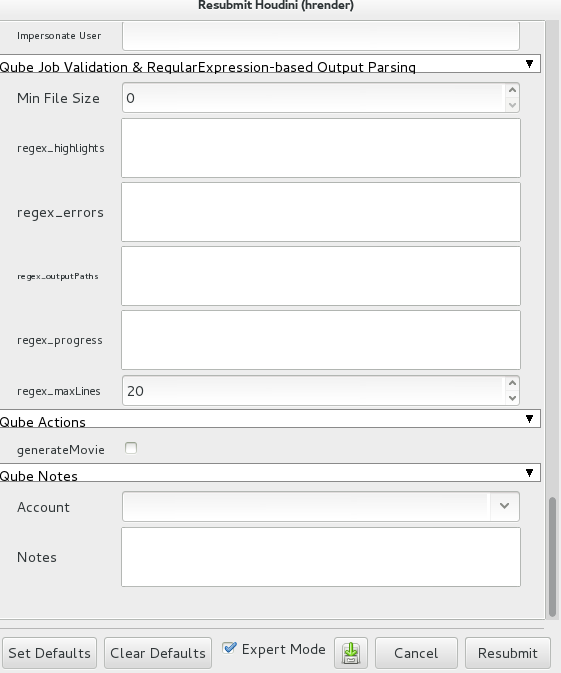 Resubmit Houdini (hrender)
Impersonate User
Qube Job Validation & RegularExpression-based Output Parsing
Min File Size 0
regex_highlights
regex_errors
regex_outputPaths
regex_progress
regex_maxLines 20
Qube Actions
generateMovie
Qube Notes
Account
Notes
Set Defaults Clear Defaults Expert Mode Cancel Resubmit